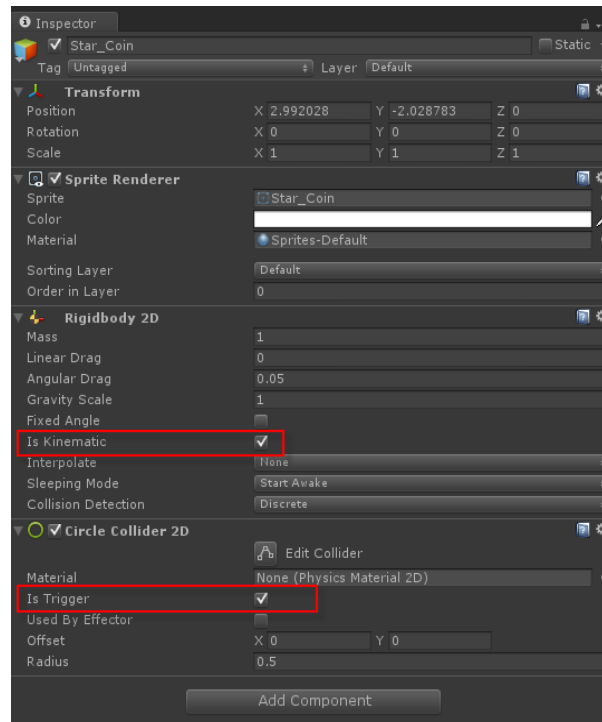 Inspector
Star_Coin Static
Tag Untagged Layer Default
Transform
Position X 2.992028 Y -2.028783 Z 0
Rotation X 0 Y 0 Z 0
Scale X 1 Y 1 Z 1
Sprite Renderer
Sprite Star_Coin
Color
Material Sprites-Default
Sorting Layer Default
Order in Layer 0
Rigidbody 2D
Mass 1
Linear Drag 0
Angular Drag 0.05
Gravity Scale 1
Fixed Angle
Is Kinematic
Interpolate None
Sleeping Mode Start Awake
Collision Detection Discrete
Circle Collider 2D
Edit Collider
Material None (Physics Material 2D)
Is Trigger
Used By Effector
Offset X 0 Y 0
Radius 0.5
Add Component